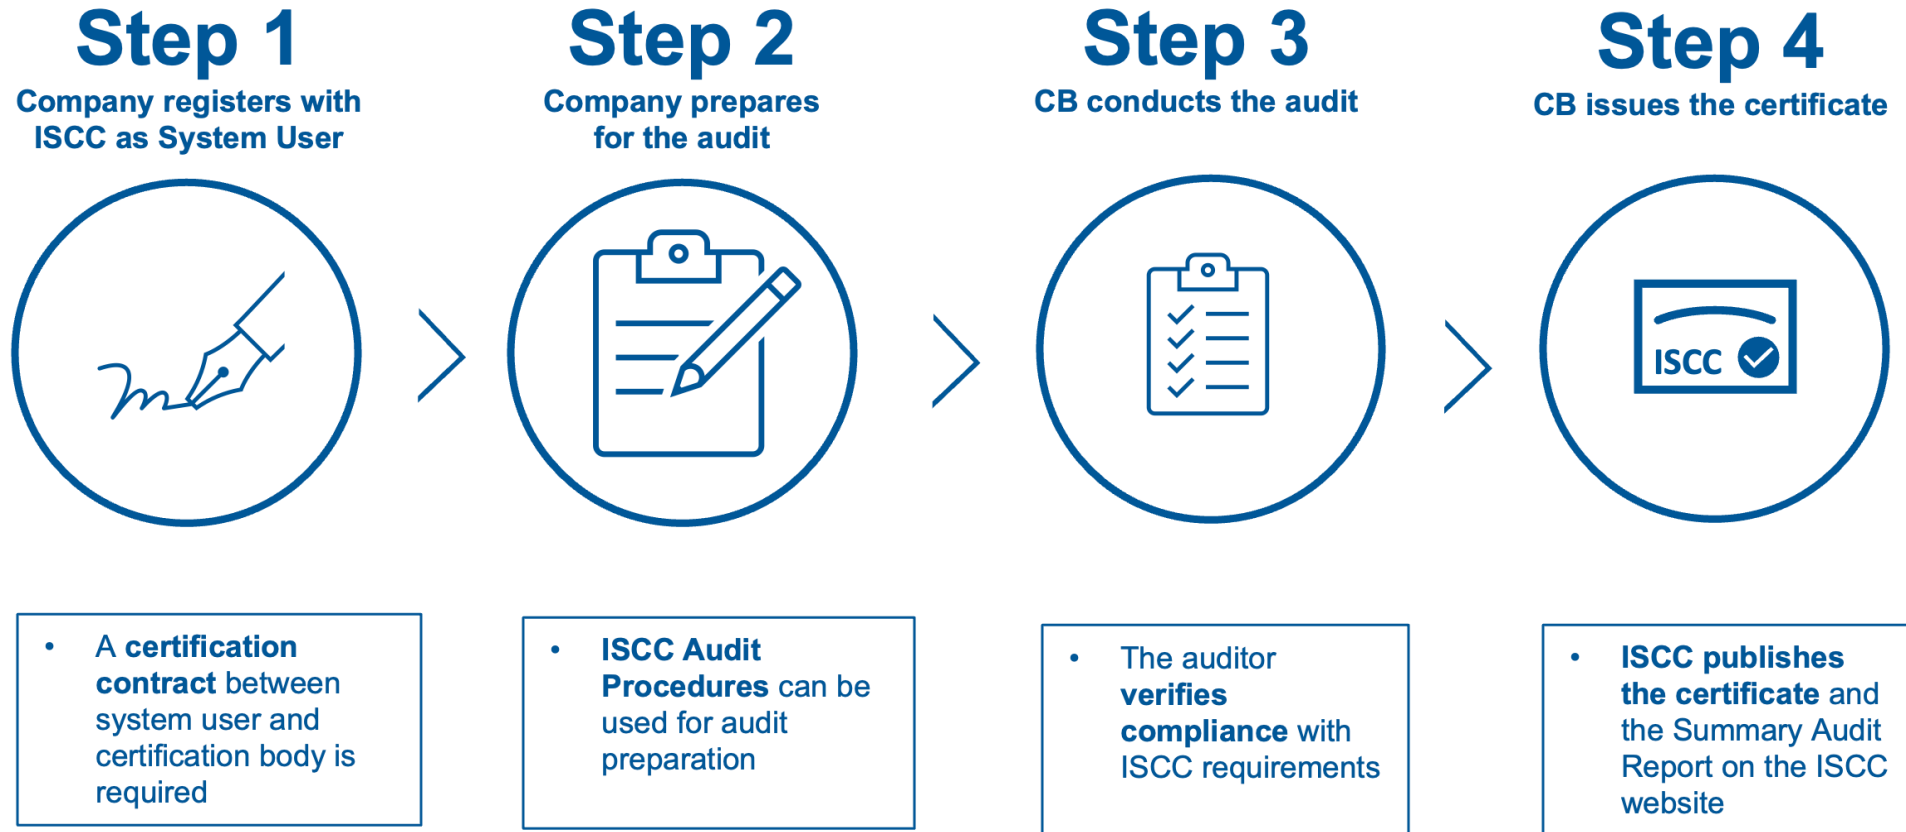 Step 1
Company registers with
ISCC as System User
Step 2
Company prepares
for the audit
Step 3
CB conducts the audit
Step 4
CB issues the certificate
ISCC
• A certification
contract between
system user and
certification body is
required
• ISCC Audit
Procedures can be
used for audit
preparation
• The auditor
verifies
compliance with
ISCC requirements
• ISCC publishes
the certificate and
the Summary Audit
Report on the ISCC
website